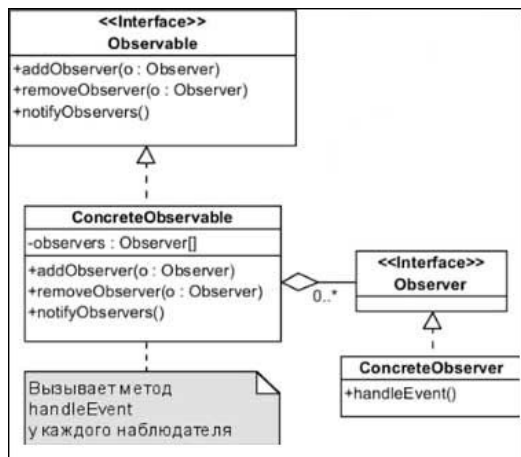 <<Interface>>
Observable
+addObserver(o : Observer)
+removeObserver(o : Observer)
+notifyObservers()
ConcreteObservable
-observers : Observer[]
+addObserver(o : Observer)
+removeObserver(o : Observer)
+notifyObservers()
0..*
<<Interface>>
Observer
ConcreteObserver
+handleEvent()
Вызывает метод
handleEvent
у каждого наблюдателя